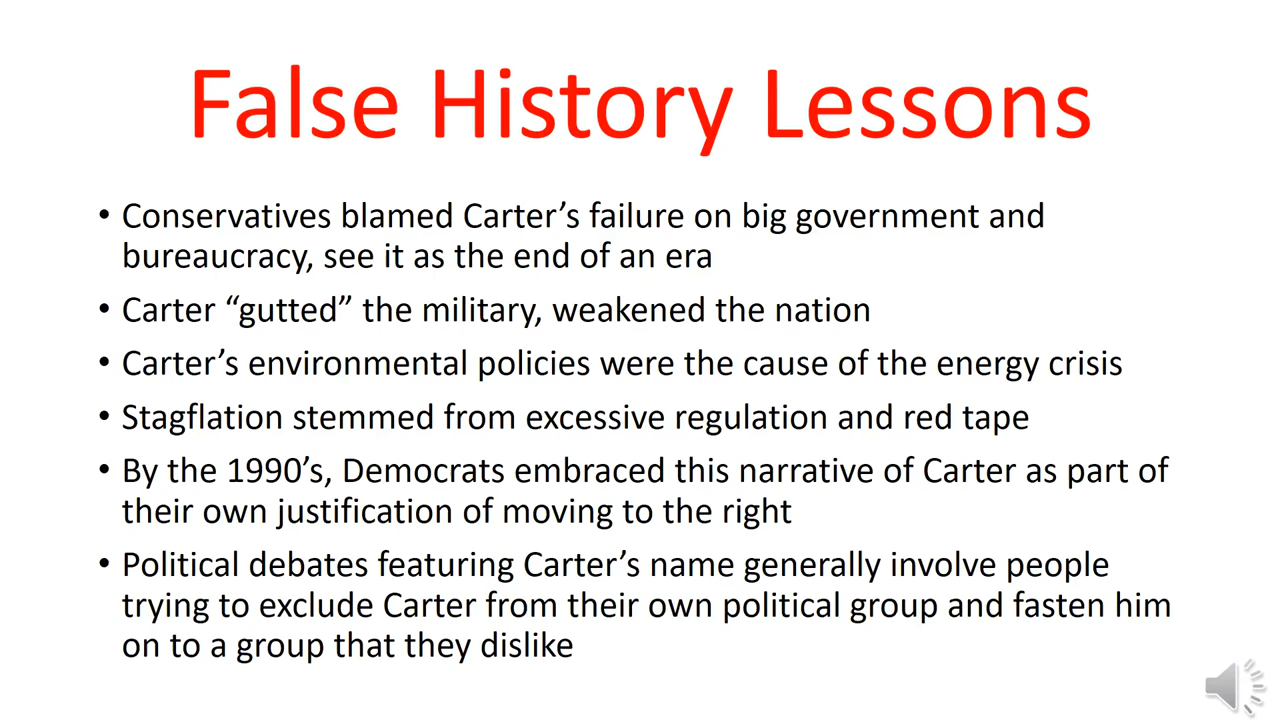 False History Lessons
• Conservatives blamed Carter’s failure on big government and
bureaucracy, see it as the end of an era
• Carter “gutted” the military, weakened the nation
• Carter’s environmental policies were the cause of the energy crisis
• Stagflation stemmed from excessive regulation and red tape
• By the 1990’s, Democrats embraced this narrative of Carter as part of
their own justification of moving to the right
• Political debates featuring Carter’s name generally involve people
trying to exclude Carter from their own political group and fasten him
on to a group that they dislike